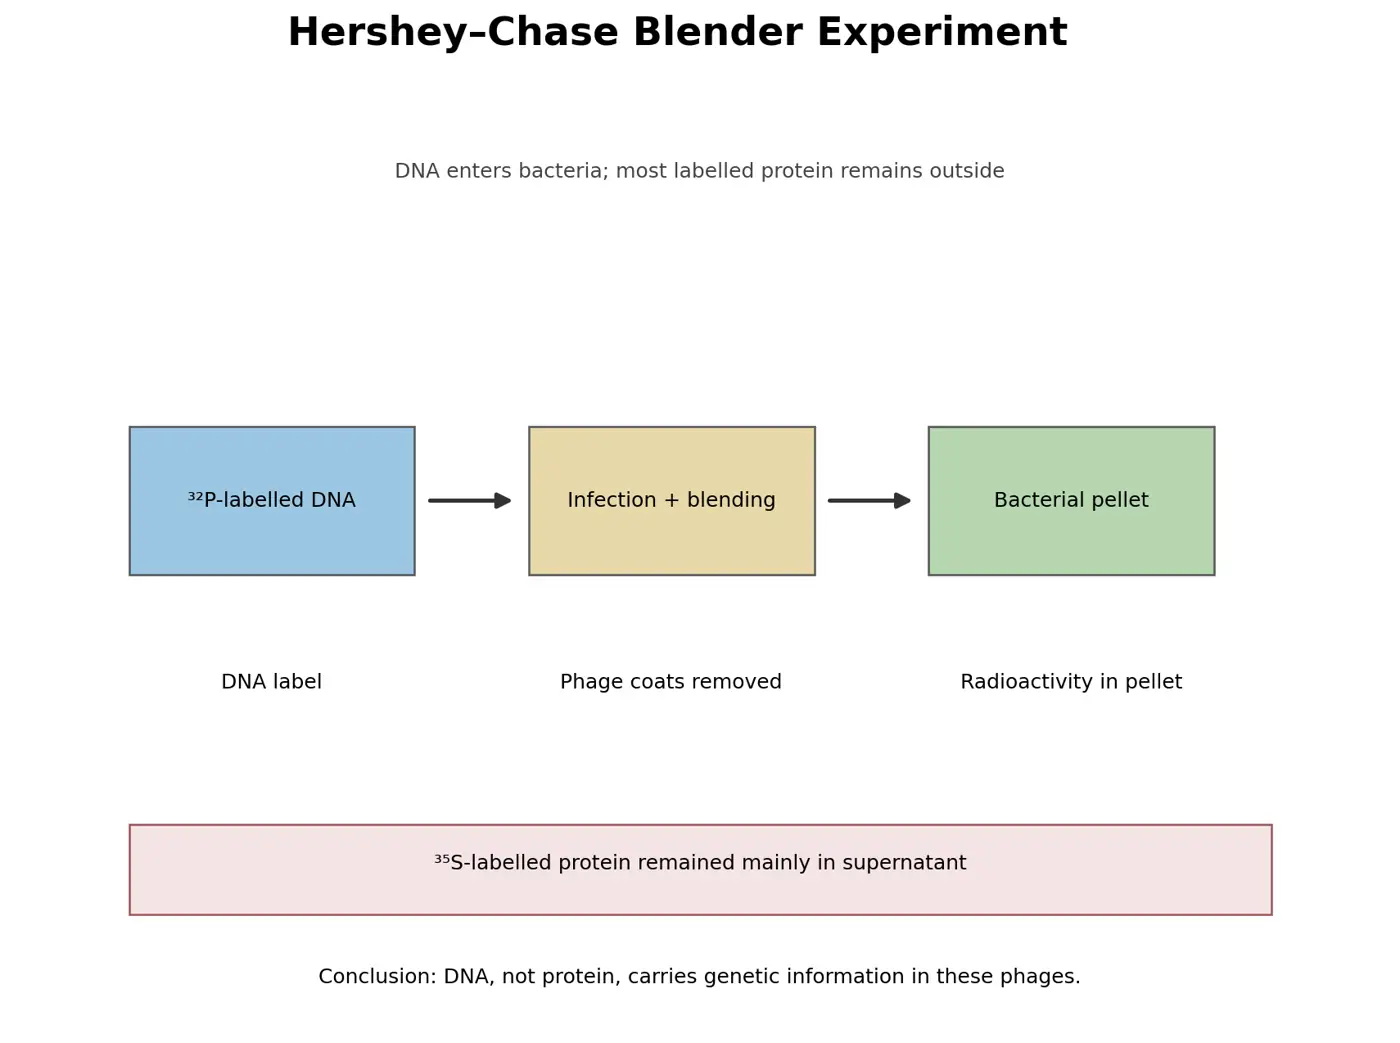 Hershey–Chase Blender Experiment
DNA enters bacteria; most labelled protein remains outside
³²P-labelled DNA
Infection + blending
Bacterial pellet
DNA label
Phage coats removed
Radioactivity in pellet
³⁵S-labelled protein remained mainly in supernatant
Conclusion: DNA, not protein, carries genetic information in these phages.